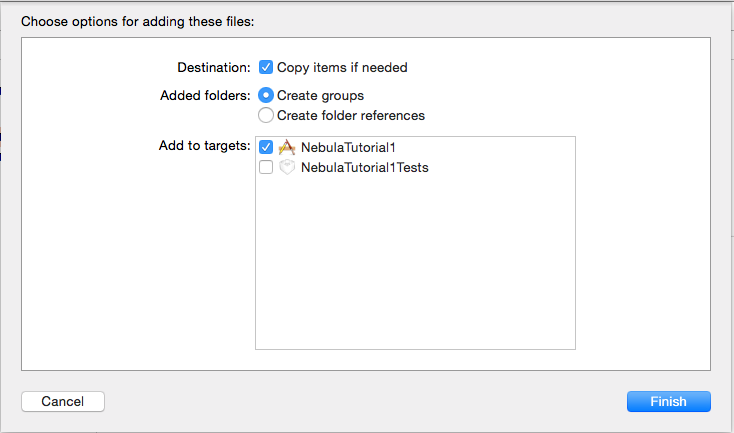 Choose options for adding these files:
Destination: Copy items if needed
Added folders: Create groups
Create folder references
Add to targets: NebulaTutorial1
NebulaTutorial1Tests
Cancel Finish